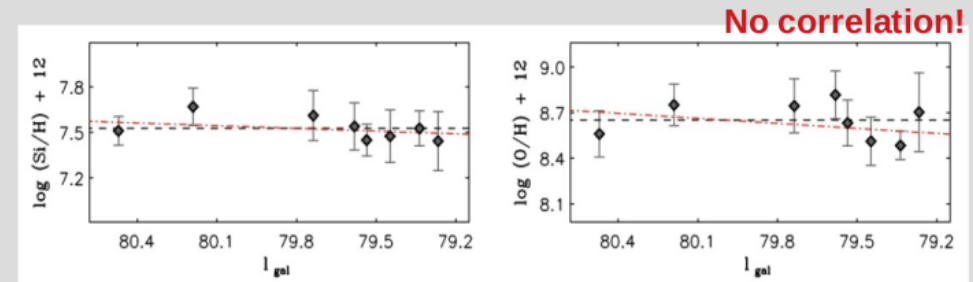 No correlation!
log (Si/H) + 12
7.8
7.5
7.2
80.4 80.1 79.8 79.5 79.2
l gal
log (O/H) + 12
9.0
8.7
8.4
8.1
80.4 80.1 79.8 79.5 79.2
l gal